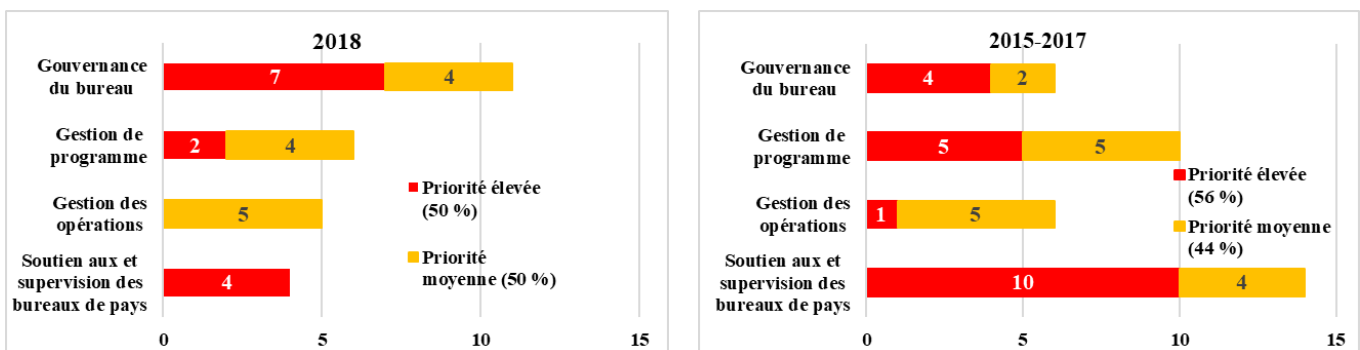 2018
Gouvernance
du bureau
7
4
Gestion de
programme
2
4
Gestion des
opérations
5
Soutien aux et
supervision des
bureaux de pays
4
Priorité élevée
(50 %)
Priorité
moyenne (50 %)
0
5
10
15
2015-2017
Gouvernance
du bureau
4
2
Gestion de
programme
5
5
Gestion des
opérations
1
5
Soutien aux et
supervision des
bureaux de pays
10
4
Priorité élevée
(56 %)
Priorité moyenne
(44 %)
0
5
10
15